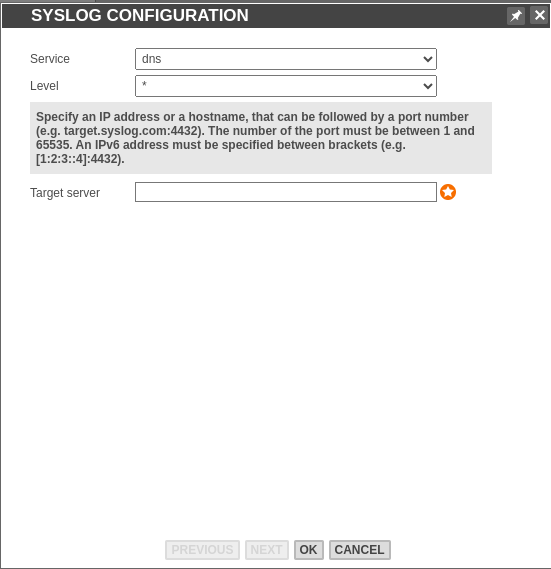 SYSLOG CONFIGURATION
Service dns
Level *
Specify an IP address or a hostname, that can be followed by a port number
(e.g. target.syslog.com:4432). The number of the port must be between 1 and
65535. An IPv6 address must be specified between brackets (e.g.
[1:2:3::4]:4432).
Target server
PREVIOUS NEXT OK CANCEL